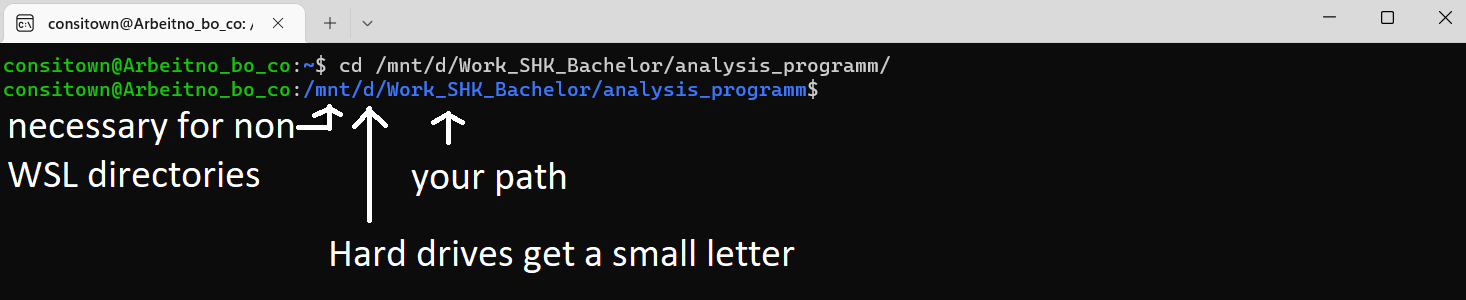 consitown@Arbeitno_bo_co: /
consitown@Arbeitno_bo_co:~$ cd /mnt/d/Work_SHK_Bachelor/analysis_programm/
consitown@Arbeitno_bo_co:/mnt/d/Work_SHK_Bachelor/analysis_programm$
necessary for non
WSL directories
your path
Hard drives get a small letter